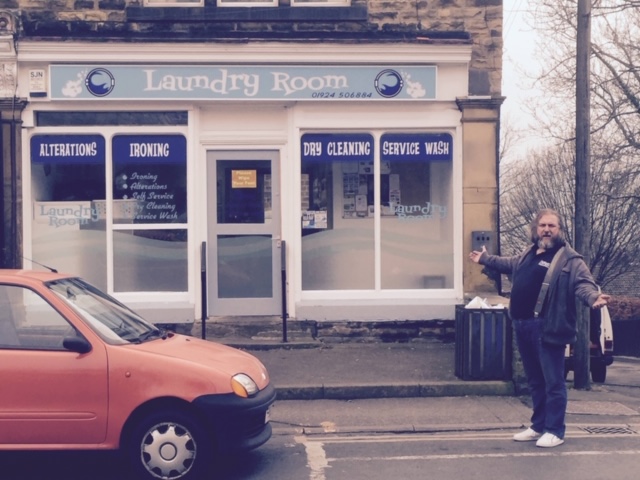 Laundry Room
01924 506884
SJN
ALTERATIONS
IRONING
DRY CLEANING
SERVICE WASH
Ironing
Alterations
Self Service
Dry Cleaning
Service Wash
Laundry
Room
Laundry
Room